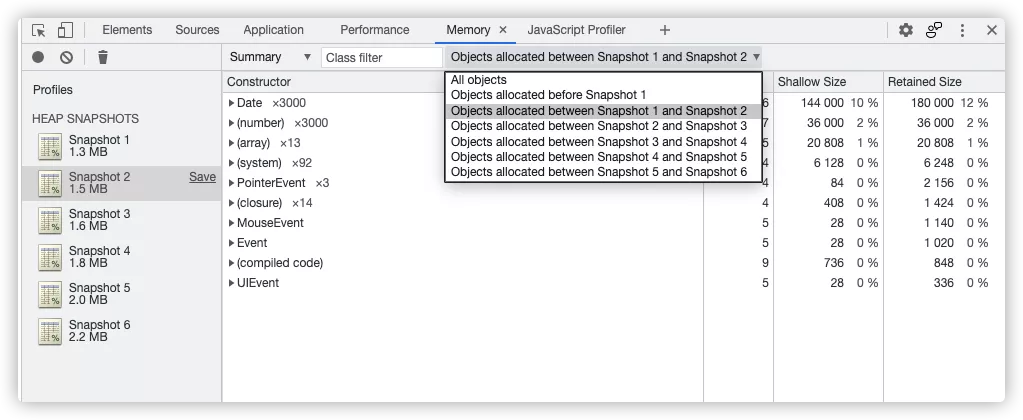 Elements Sources Application Performance Memory × JavaScript Profiler +
Summary ▼ Class filter Objects allocated between Snapshot 1 and Snapshot 2 ▼
Profiles
HEAP SNAPSHOTS
Snapshot 1
1.3 MB
Snapshot 2 Save
1.5 MB
Snapshot 3
1.6 MB
Snapshot 4
1.8 MB
Snapshot 5
2.0 MB
Snapshot 6
2.2 MB
All objects
Objects allocated before Snapshot 1
Objects allocated between Snapshot 1 and Snapshot 2
Objects allocated between Snapshot 2 and Snapshot 3
Objects allocated between Snapshot 3 and Snapshot 4
Objects allocated between Snapshot 4 and Snapshot 5
Objects allocated between Snapshot 5 and Snapshot 6
Constructor Shallow Size Retained Size
Date ×3000 6 144 000 10 % 180 000 12 %
(number) ×3000 7 36 000 2 % 36 000 2 %
(array) ×13 5 20 808 1 % 20 808 1 %
(system) ×92 4 6 128 0 % 6 248 0 %
PointerEvent ×3 4 84 0 % 2 156 0 %
(closure) ×14 4 408 0 % 1 424 0 %
MouseEvent 5 28 0 % 1 140 0 %
Event 5 28 0 % 1 020 0 %
(compiled code) 9 736 0 % 848 0 %
UIEvent 5 28 0 % 336 0 %